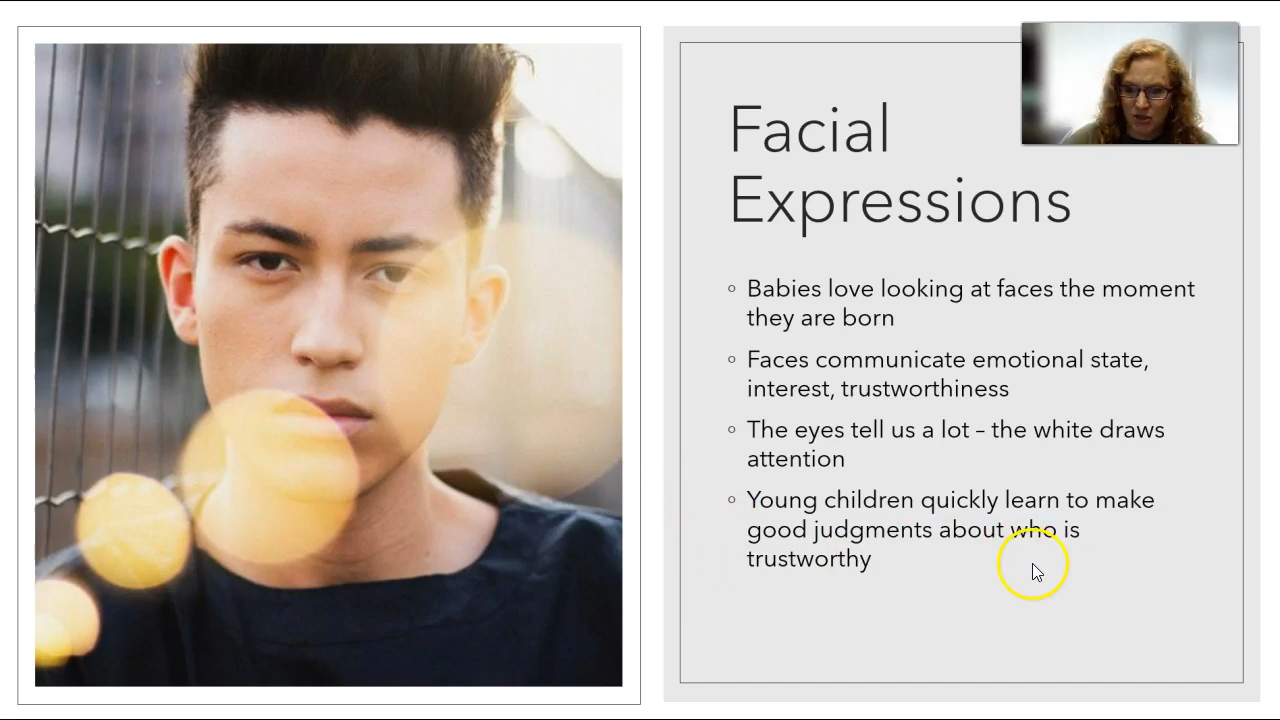 Facial
Expressions
◦ Babies love looking at faces the moment
they are born
◦ Faces communicate emotional state,
interest, trustworthiness
◦ The eyes tell us a lot – the white draws
attention
◦ Young children quickly learn to make
good judgments about who is
trustworthy